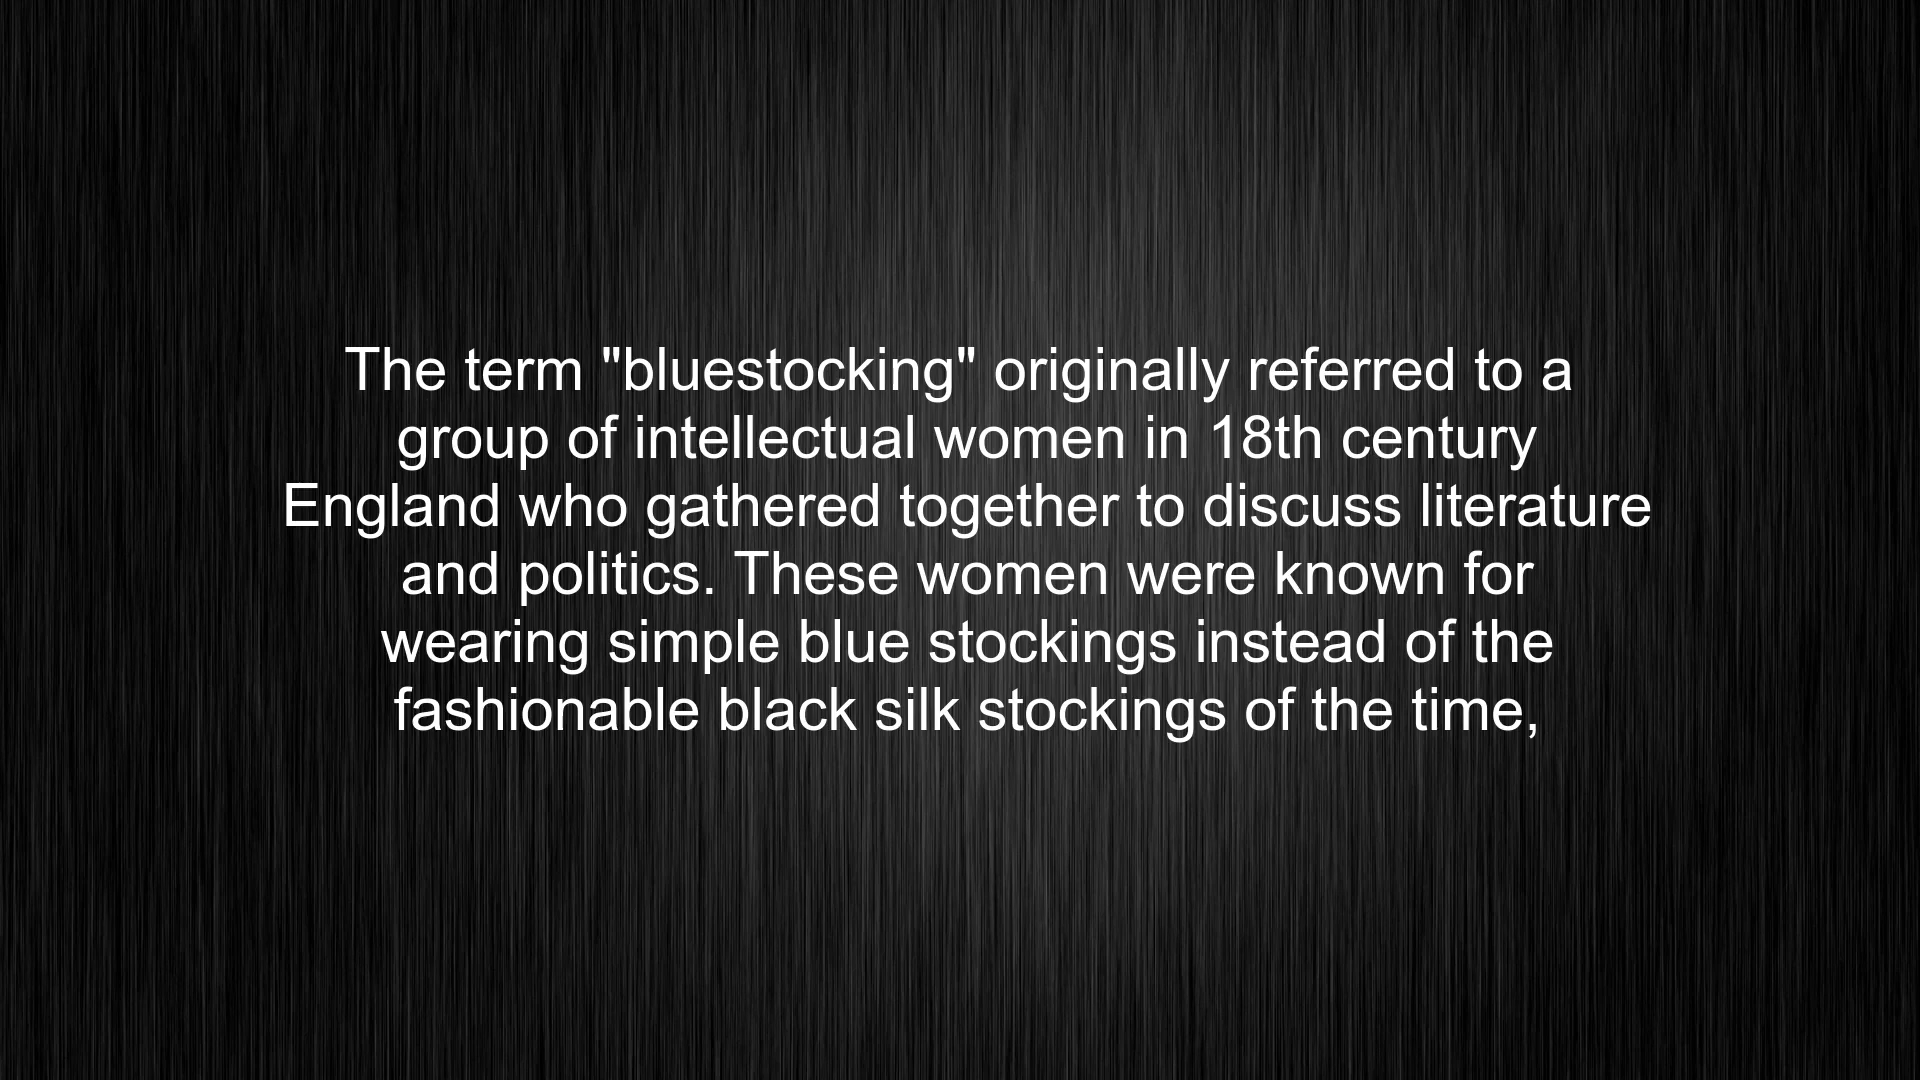 The term "bluestocking" originally referred to a
group of intellectual women in 18th century
England who gathered together to discuss literature
and politics. These women were known for
wearing simple blue stockings instead of the
fashionable black silk stockings of the time,